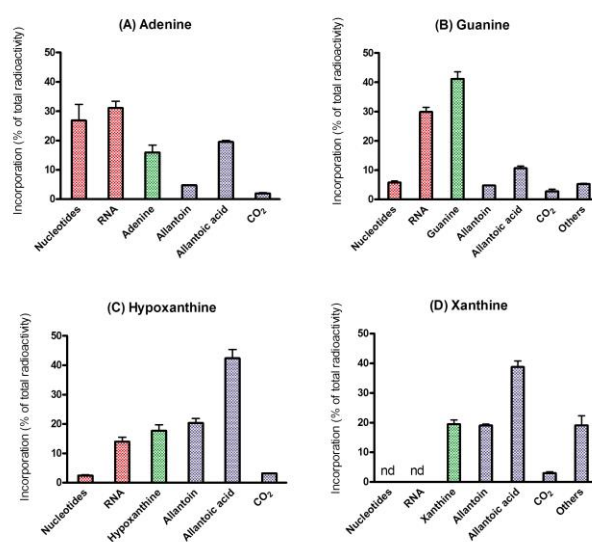 (A) Adenine
Incorporation (% of total radioactivity)
50
40
30
20
10
0
Nucleotides
RNA
Adenine
Allantoin
Allantoic acid
CO₂
(B) Guanine
Incorporation (% of total radioactivity)
50
40
30
20
10
0
Nucleotides
RNA
Guanine
Allantoin
Allantoic acid
CO₂
Others
(C) Hypoxanthine
Incorporation (% of total radioactivity)
50
40
30
20
10
0
Nucleotides
RNA
Hypoxanthine
Allantoin
Allantoic acid
CO₂
(D) Xanthine
Incorporation (% of total radioactivity)
50
40
30
20
10
0
nd
nd
Nucleotides
RNA
Xanthine
Allantoin
Allantoic acid
CO₂
Others